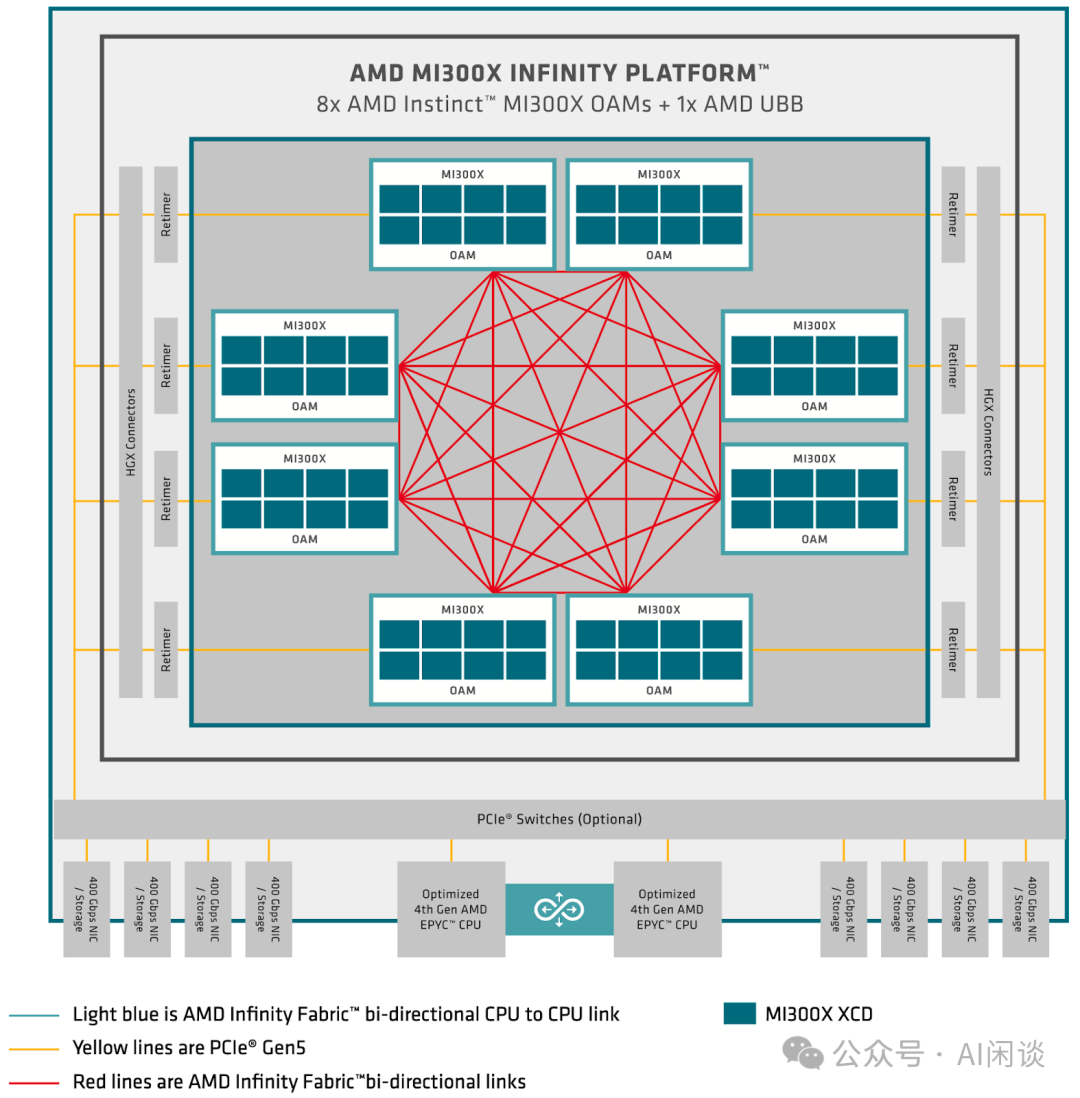 AMD MI300X INFINITY PLATFORM™
8x AMD Instinct™ MI300X OAMs + 1x AMD UBB
MI300X
OAM
MI300X
OAM
MI300X
OAM
MI300X
OAM
MI300X
OAM
MI300X
OAM
MI300X
OAM
MI300X
OAM
HGX Connectors
Retimer
Retimer
Retimer
Retimer
Retimer
Retimer
Retimer
Retimer
HGX Connectors
PCIe® Switches (Optional)
400 Gbps NIC
/ Storage
400 Gbps NIC
/ Storage
400 Gbps NIC
/ Storage
400 Gbps NIC
/ Storage
Optimized
4th Gen AMD
EPYC™ CPU
Optimized
4th Gen AMD
EPYC™ CPU
400 Gbps NIC
/ Storage
400 Gbps NIC
/ Storage
400 Gbps NIC
/ Storage
400 Gbps NIC
/ Storage
Light blue is AMD Infinity Fabric™ bi-directional CPU to CPU link
MI300X XCD
Yellow lines are PCIe® Gen5
Red lines are AMD Infinity Fabric™bi-directional links
公众号 · AI闲谈